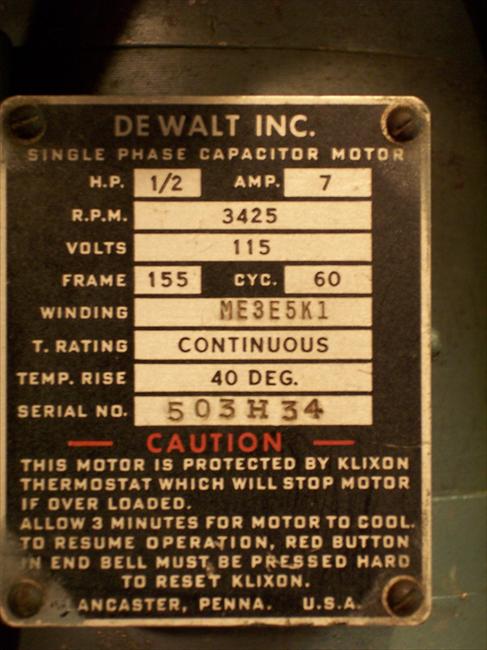 DE WALT INC.
SINGLE PHASE CAPACITOR MOTOR
H.P. 1/2 AMP. 7
R.P.M. 3425
VOLTS 115
FRAME 155 CYC. 60
WINDING ME3E5K1
T. RATING CONTINUOUS
TEMP. RISE 40 DEG.
SERIAL NO. 503H34
CAUTION
THIS MOTOR IS PROTECTED BY KLIXON
THERMOSTAT WHICH WILL STOP MOTOR
IF OVER LOADED.
ALLOW 3 MINUTES FOR MOTOR TO COOL.
TO RESUME OPERATION, RED BUTTON
IN END BELL MUST BE PRESSED HARD
TO RESET KLIXON.
LANCASTER, PENNA. U.S.A.